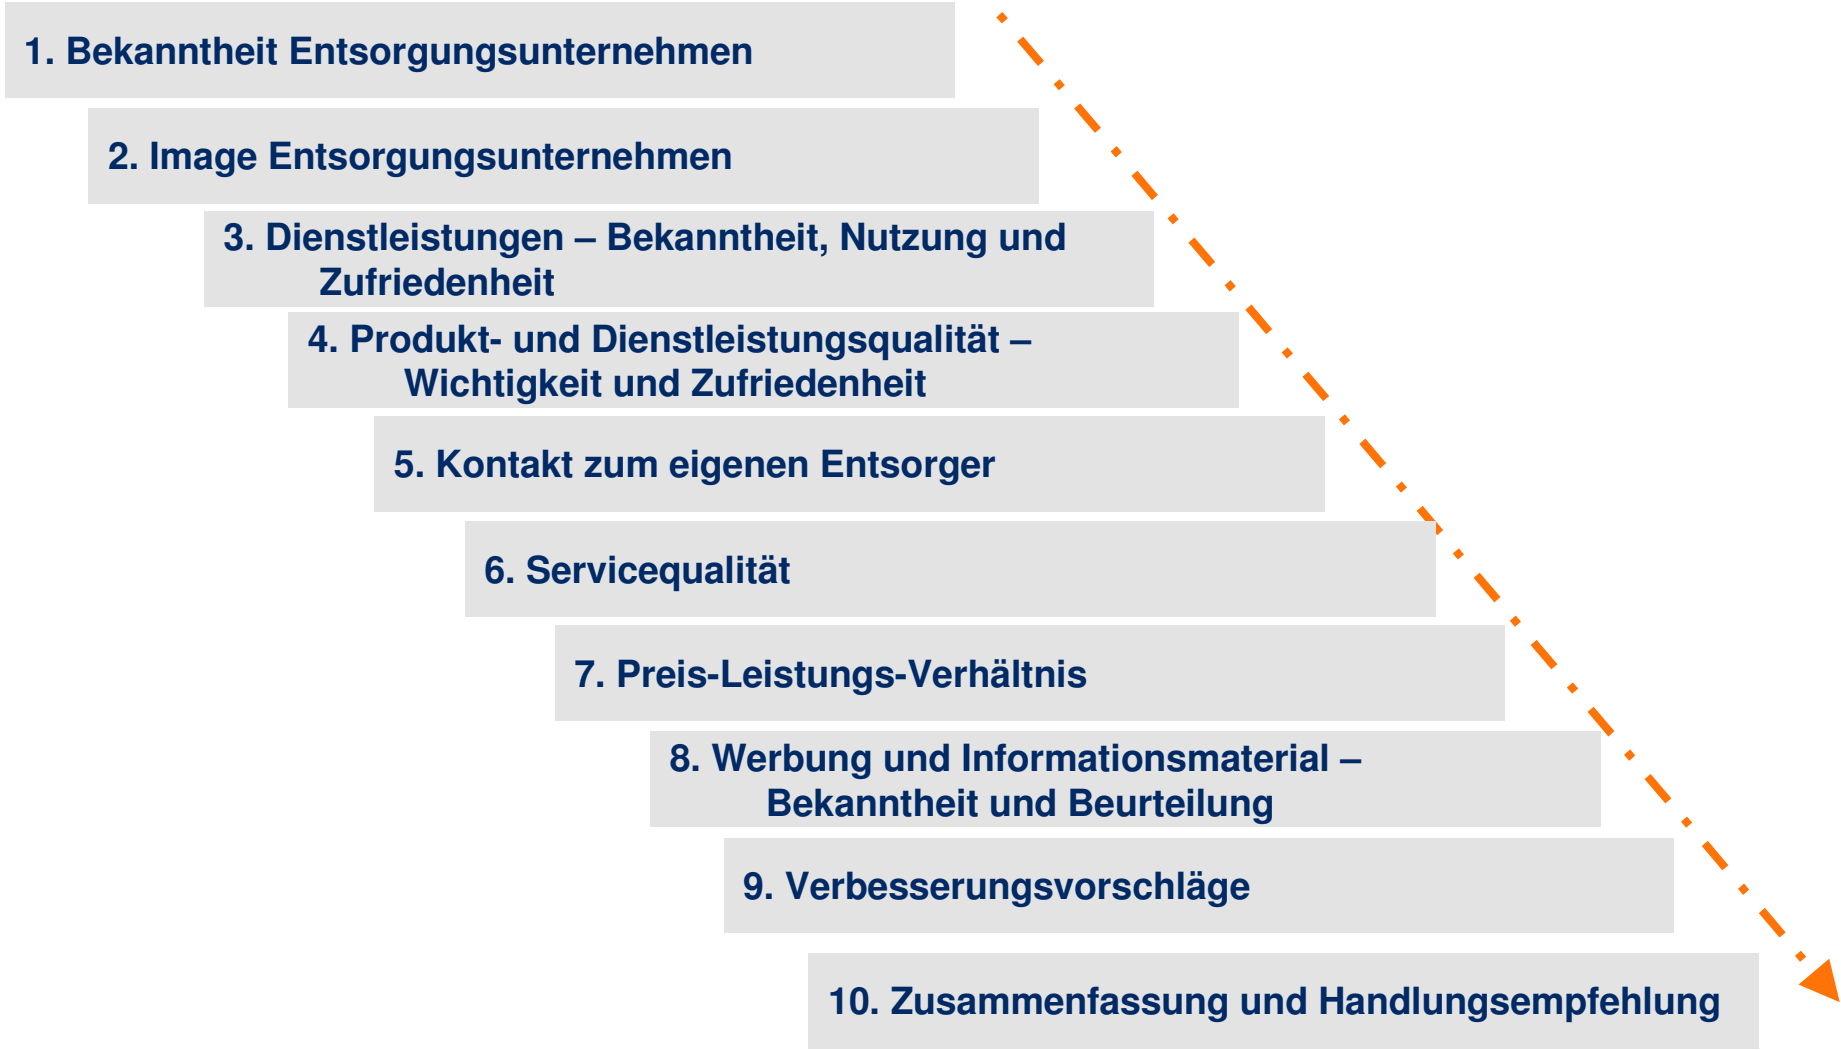 1. Bekanntheit Entsorgungsunternehmen
2. Image Entsorgungsunternehmen
3. Dienstleistungen – Bekanntheit, Nutzung und
Zufriedenheit
4. Produkt- und Dienstleistungsqualität –
Wichtigkeit und Zufriedenheit
5. Kontakt zum eigenen Entsorger
6. Servicequalität
7. Preis-Leistungs-Verhältnis
8. Werbung und Informationsmaterial –
Bekanntheit und Beurteilung
9. Verbesserungsvorschläge
10. Zusammenfassung und Handlungsempfehlung